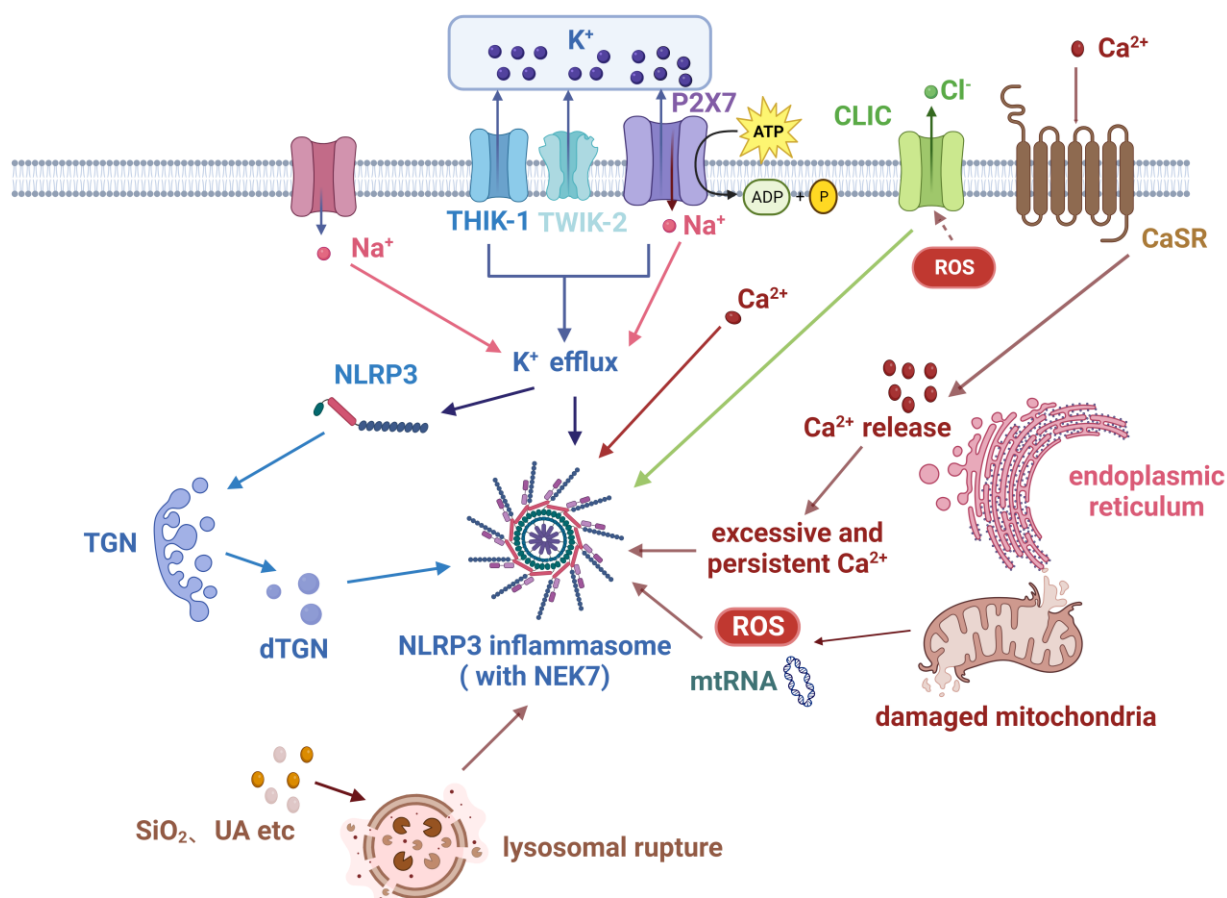 K⁺
Ca²⁺
P2X7
Cl⁻
CLIC
ATP
ADP
+
P
THIK-1
TWIK-2
Na⁺
Na⁺
CaSR
ROS
Ca²⁺
K⁺ efflux
NLRP3
Ca²⁺ release
endoplasmic
reticulum
TGN
excessive and
persistent Ca²⁺
dTGN
NLRP3 inflammasome
( with NEK7)
ROS
mtRNA
damaged mitochondria
SiO₂、UA etc
lysosomal rupture